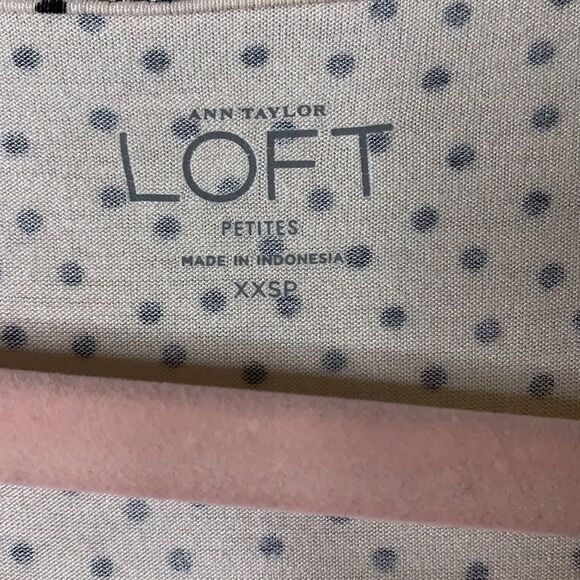 ANN TAYLOR
LOFT
PETITES
MADE IN INDONESIA
XXSP